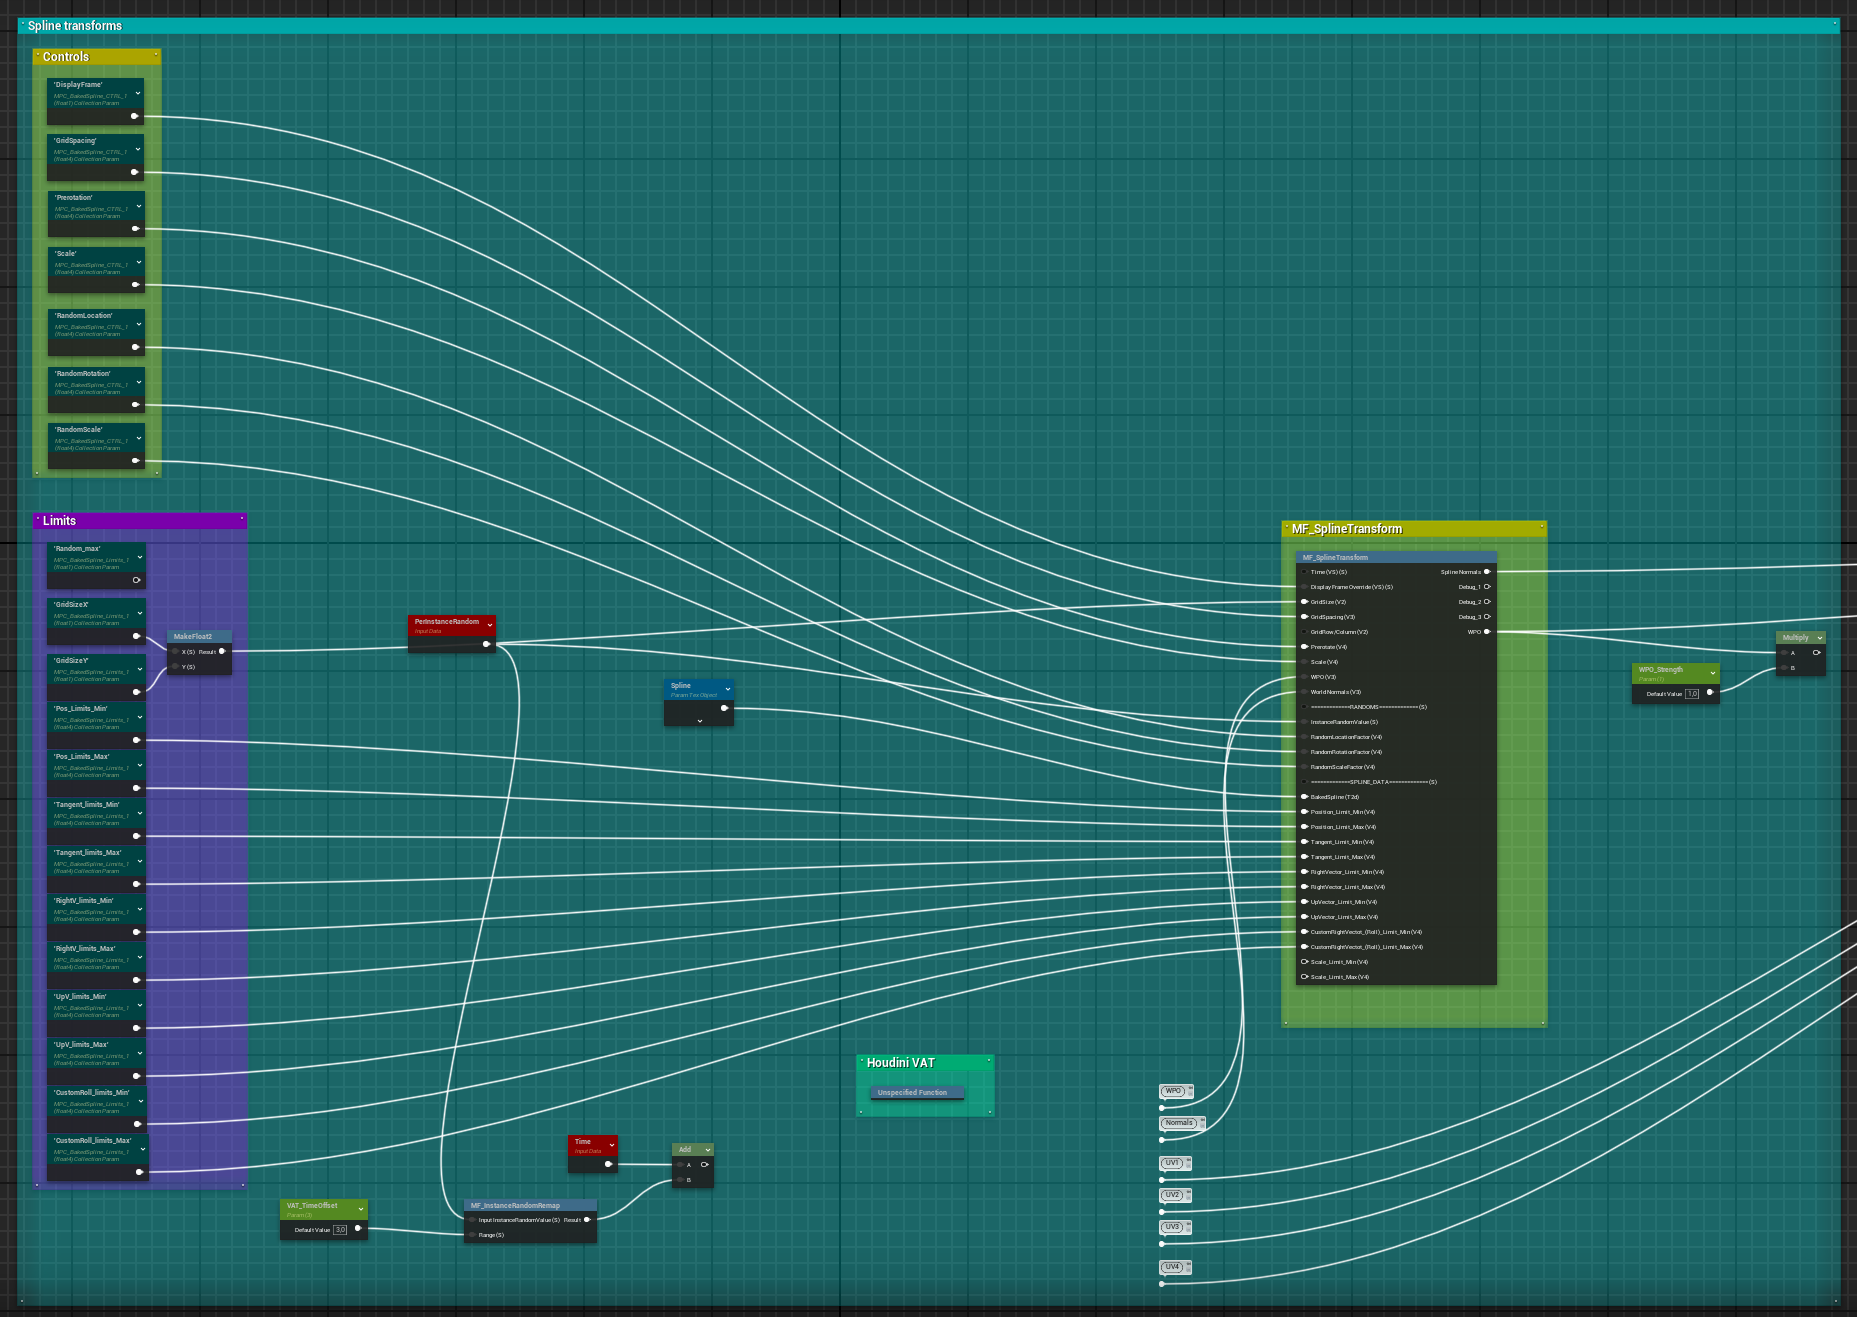 Spline transforms
Controls
'DisplayFrame'
MPC_BakedSpline_CTRL_1
(float1) Collection Param
'GridSpacing'
MPC_BakedSpline_CTRL_1
(float4) Collection Param
'Prerotation'
MPC_BakedSpline_CTRL_1
(float4) Collection Param
'Scale'
MPC_BakedSpline_CTRL_1
(float4) Collection Param
'RandomLocation'
MPC_BakedSpline_CTRL_1
(float4) Collection Param
'RandomRotation'
MPC_BakedSpline_CTRL_1
(float4) Collection Param
'RandomScale'
MPC_BakedSpline_CTRL_1
(float4) Collection Param
Limits
'Random_max'
MPC_BakedSpline_Limits_1
(float1) Collection Param
'GridSizeX'
MPC_BakedSpline_Limits_1
(float1) Collection Param
'GridSizeY'
MPC_BakedSpline_Limits_1
(float1) Collection Param
'Pos_Limits_Min'
MPC_BakedSpline_Limits_1
(float4) Collection Param
'Pos_Limits_Max'
MPC_BakedSpline_Limits_1
(float4) Collection Param
'Tangent_limits_Min'
MPC_BakedSpline_Limits_1
(float4) Collection Param
'Tangent_limits_Max'
MPC_BakedSpline_Limits_1
(float4) Collection Param
'RightV_limits_Min'
MPC_BakedSpline_Limits_1
(float4) Collection Param
'RightV_limits_Max'
MPC_BakedSpline_Limits_1
(float4) Collection Param
'UpV_limits_Min'
MPC_BakedSpline_Limits_1
(float4) Collection Param
'UpV_limits_Max'
MPC_BakedSpline_Limits_1
(float4) Collection Param
'CustomRoll_limits_Min'
MPC_BakedSpline_Limits_1
(float4) Collection Param
'CustomRoll_limits_Max'
MPC_BakedSpline_Limits_1
(float4) Collection Param
MakeFloat2
X (S) Result
Y (S)
PerInstanceRandom
Input Data
Spline
Param Tex Object
MF_SplineTransform
MF_SplineTransform
Time (VS) (S) Spline Normals
Display Frame Override (VS) (S) Debug_1
GridSize (V2) Debug_2
GridSpacing (V3) Debug_3
GridRow/Column (V2) WPO
Prerotate (V4)
Scale (V4)
WPO (V3)
World Normals (V3)
============RANDOMS============ (S)
InstanceRandomValue (S)
RandomLocationFactor (V4)
RandomRotationFactor (V4)
RandomScaleFactor (V4)
============SPLINE_DATA============ (S)
BakedSpline (T2d)
Position_Limit_Min (V4)
Position_Limit_Max (V4)
Tangent_Limit_Min (V4)
Tangent_Limit_Max (V4)
RightVector_Limit_Min (V4)
RightVector_Limit_Max (V4)
UpVector_Limit_Min (V4)
UpVector_Limit_Max (V4)
CustomRightVectot_(Roll)_Limit_Min (V4)
CustomRightVectot_(Roll)_Limit_Max (V4)
Scale_Limit_Min (V4)
Scale_Limit_Max (V4)
Multiply
A
B
WPO_Strength
Param (1)
Default Value 1,0
Houdini VAT
Unspecified Function
WPO
Normals
UV1
UV2
UV3
UV4
Time
Input Data
Add
A
B
VAT_TimeOffset
Param (3)
Default Value 3,0
MF_InstanceRandomRemap
Input InstanceRandomValue (S) Result
Range (S)